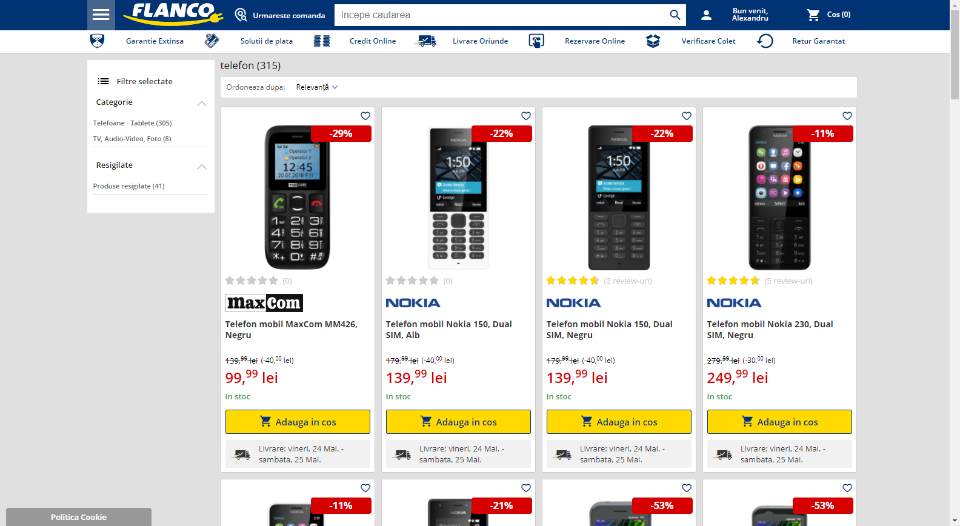 FLANCO
Urmareste comanda
Incepe cautarea
Bun venit,
Alexandru
Cos (0)
Garantie Extinsa
Solutii de plata
Credit Online
Livrare Oriunde
Rezervare Online
Verificare Colet
Retur Garantat
Filtre selectate
Categorie
Telefoane - Tablete (305)
TV, Audio-Video, Foto (8)
Resigilate
Produse resigilate (41)
telefon (315)
Ordoneaza dupa: Relevanță
-29%
-22%
-22%
-11%
12:45
1:50
1:50
(0)
(0)
(2 review-uri)
(5 review-uri)
maxcom
NOKIA
NOKIA
NOKIA
Telefon mobil MaxCom MM426,
Negru
Telefon mobil Nokia 150, Dual
SIM, Alb
Telefon mobil Nokia 150, Dual
SIM, Negru
Telefon mobil Nokia 230, Dual
SIM, Negru
139,99 lei (-40,00 lei)
179,99 lei (-40,00 lei)
179,99 lei (-40,00 lei)
279,99 lei (-30,00 lei)
99,99 lei
139,99 lei
139,99 lei
249,99 lei
In stoc
In stoc
In stoc
In stoc
Adauga in cos
Adauga in cos
Adauga in cos
Adauga in cos
Livrare: vineri, 24 Mai. -
sambata, 25 Mai.
Livrare: vineri, 24 Mai. -
sambata, 25 Mai.
Livrare: vineri, 24 Mai. -
sambata, 25 Mai.
Livrare: vineri, 24 Mai. -
sambata, 25 Mai.
-11%
-21%
-53%
-53%
Politica Cookie